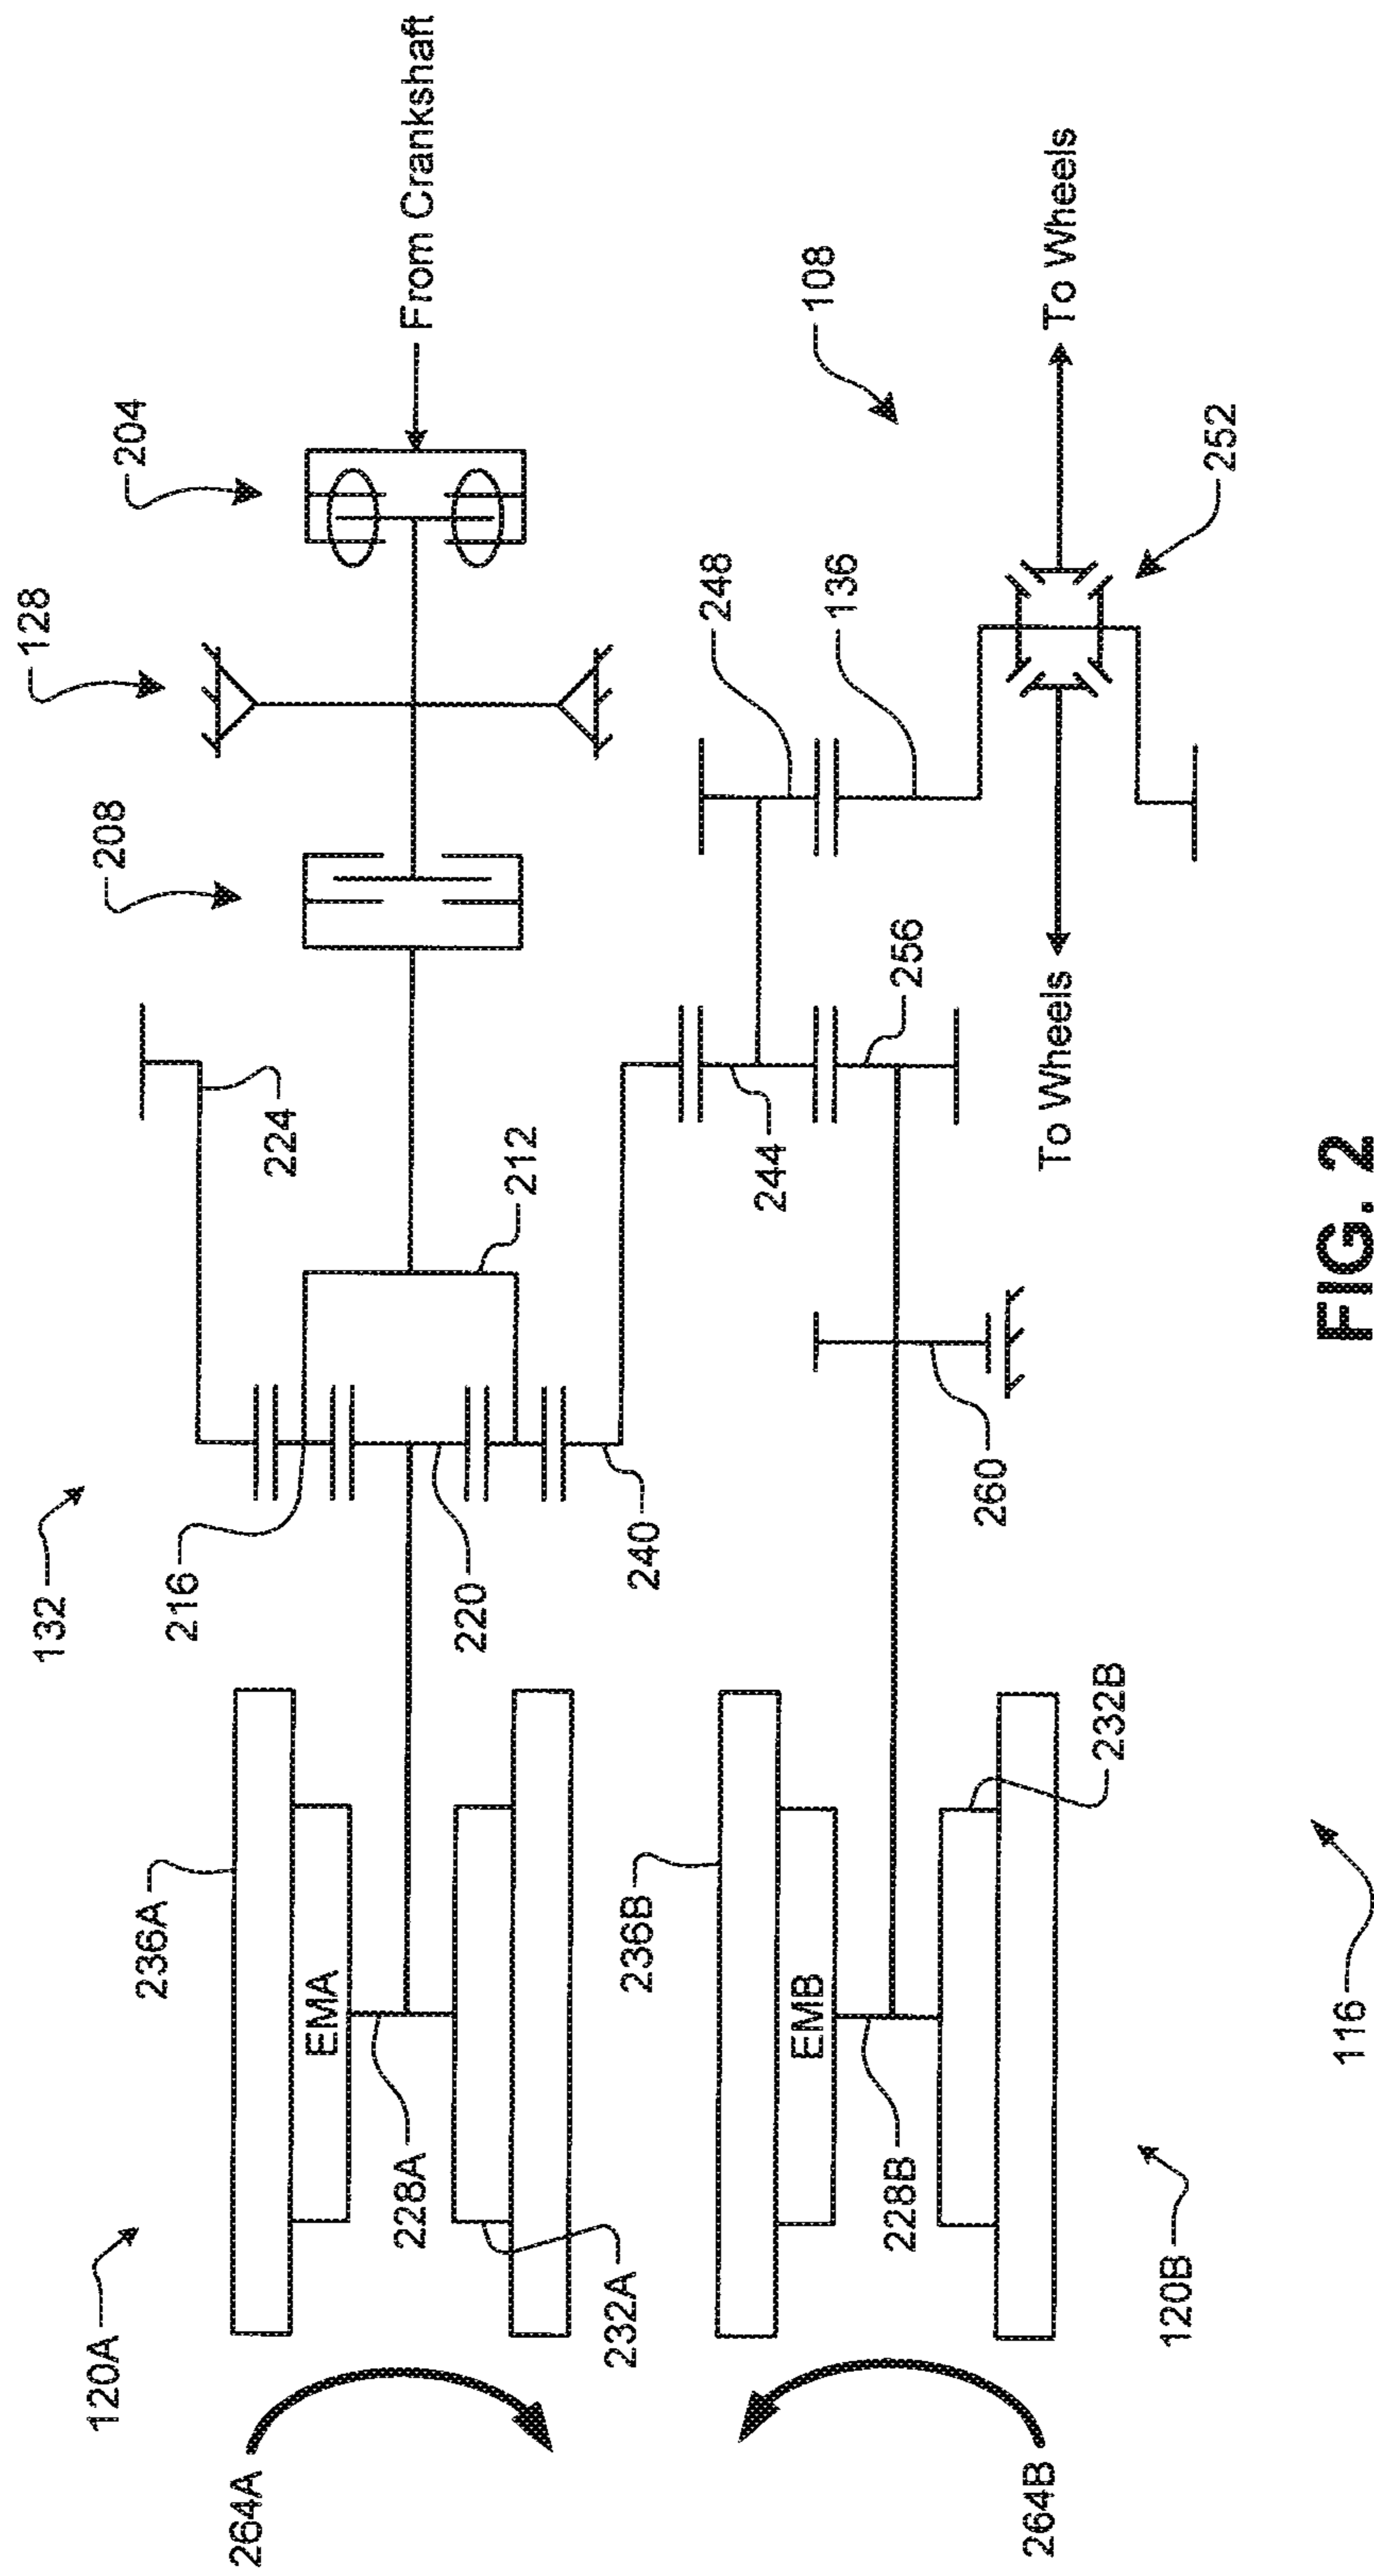 132
128
204
208
From Crankshaft
120A
236A
216
224
264A
EMA
228A
220
212
232A
240
248
108
136
236B
244
256
To Wheels
EMB
228B
260
To Wheels
232B
264B
120B
252
116
FIG. 2